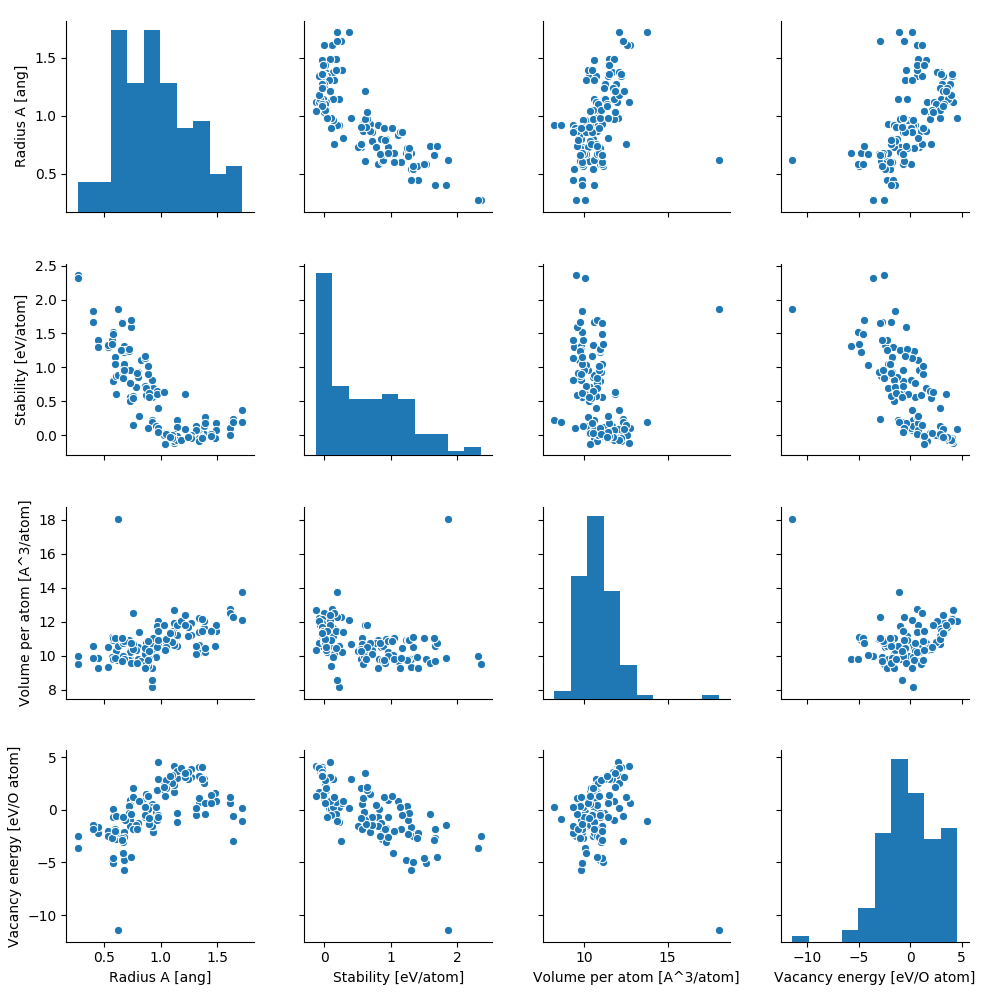 Radius A [ang]
1.5
1.0
0.5
Stability [eV/atom]
2.5
2.0
1.5
1.0
0.5
0.0
Volume per atom [A^3/atom]
18
16
14
12
10
8
Vacancy energy [eV/O atom]
5
0
−5
−10
0.5 1.0 1.5
Radius A [ang]
0 1 2
Stability [eV/atom]
10 15
Volume per atom [A^3/atom]
−10 −5 0 5
Vacancy energy [eV/O atom]